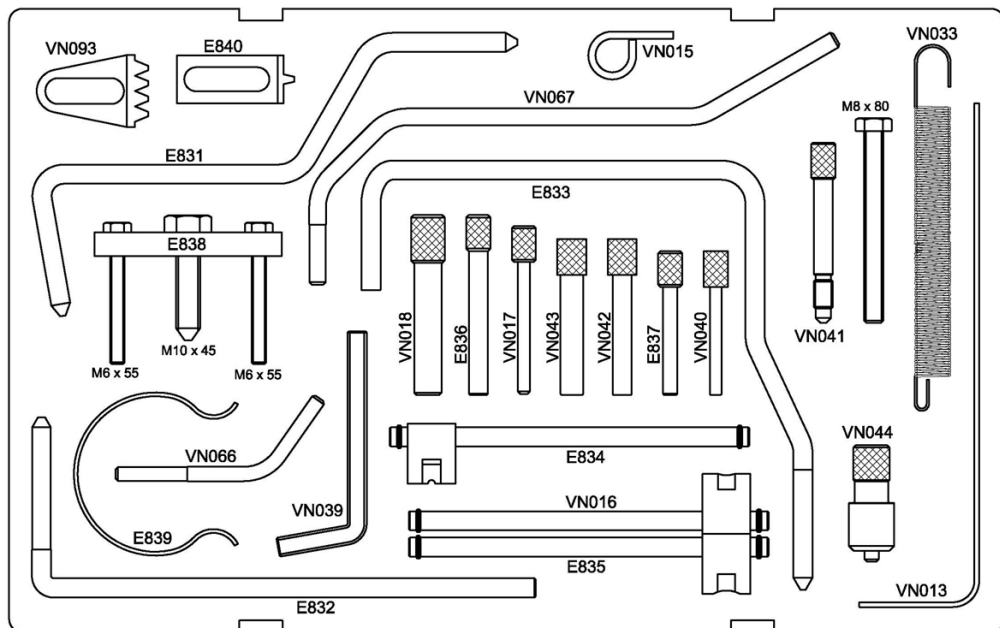 VN093
E840
VN015
VN033
VN067
M8 x 80
E831
E833
E838
VN018
E836
VN017
VN043
VN042
E837
VN040
VN041
M10 x 45
M6 x 55
M6 x 55
VN066
E834
VN044
VN016
VN039
E839
E835
VN013
E832